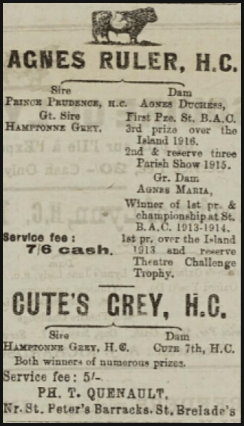 AGNES RULER, H.C.
Sire
PRINCE PRUDENCE, H.C.
Gt. Sire
HAMPTONNE GREY.
Dam
AGNES DUCHESS,
First Pze. St. B.A.C.
3rd prize over the
Island 1916.
2nd & reserve three
Parish Show 1915.
Gr. Dam
AGNES MARIA,
Winner of 1st pr. &
championship at St.
B.A.C. 1913-1914.
1st pr. over the Island
1913 and reserve
Theatre Challenge
Trophy.
Service fee :
7/6 cash.
CUTE'S GREY, H.C.
Sire
HAMPTONNE GREY, H.C.
Dam
CUTE 7th, H.C.
Both winners of numerous prizes.
Service fee : 5/-.
PH. T. QUENAULT,
Nr. St. Peter's Barracks, St. Brelade's